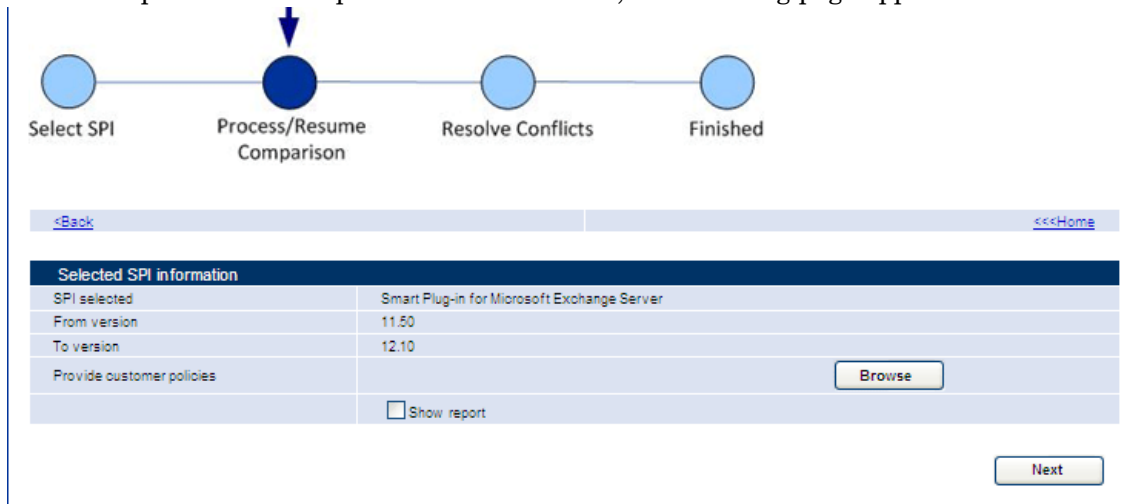 Select SPI
Process/Resume
Comparison
Resolve Conflicts
Finished
<Back
<<<Home
Selected SPI information
SPI selected Smart Plug-in for Microsoft Exchange Server
From version 11.50
To version 12.10
Provide customer policies Browse
Show report
Next